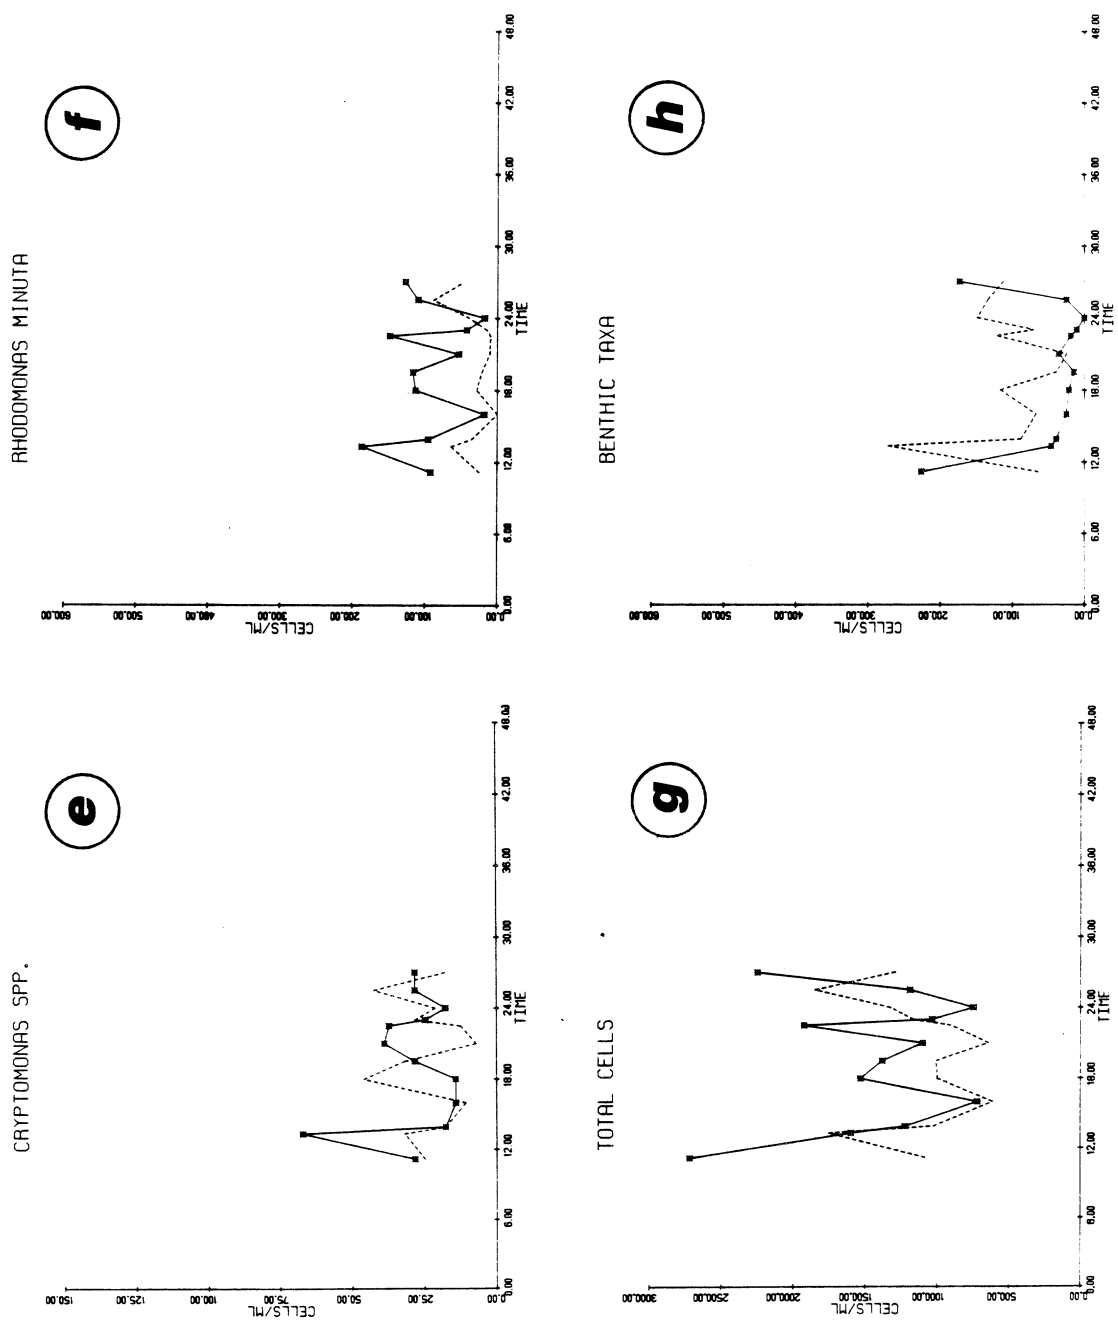 e
CRYPTOMONAS SPP.
CELLS/ML
150.00
125.00
100.00
75.00
50.00
25.00
0.00
0.00 6.00 12.00 18.00 24.00 30.00 36.00 42.00 48.00
TIME
f
RHODOMONAS MINUTA
CELLS/ML
600.00
500.00
400.00
300.00
200.00
100.00
0.00
0.00 6.00 12.00 18.00 24.00 30.00 36.00 42.00 48.00
TIME
g
TOTAL CELLS
CELLS/ML
3000.00
2500.00
2000.00
1500.00
1000.00
500.00
0.00
0.00 6.00 12.00 18.00 24.00 30.00 36.00 42.00 48.00
TIME
h
BENTHIC TAXA
CELLS/ML
600.00
500.00
400.00
300.00
200.00
100.00
0.00
0.00 6.00 12.00 18.00 24.00 30.00 36.00 42.00 48.00
TIME